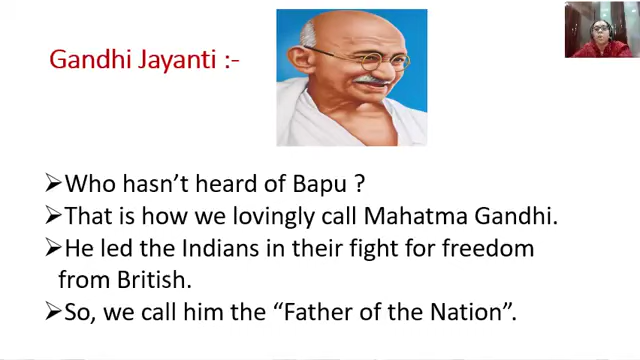 Gandhi Jayanti :-
➢Who hasn't heard of Bapu ?
➢That is how we lovingly call Mahatma Gandhi.
➢He led the Indians in their fight for freedom
from British.
➢So, we call him the “Father of the Nation”.